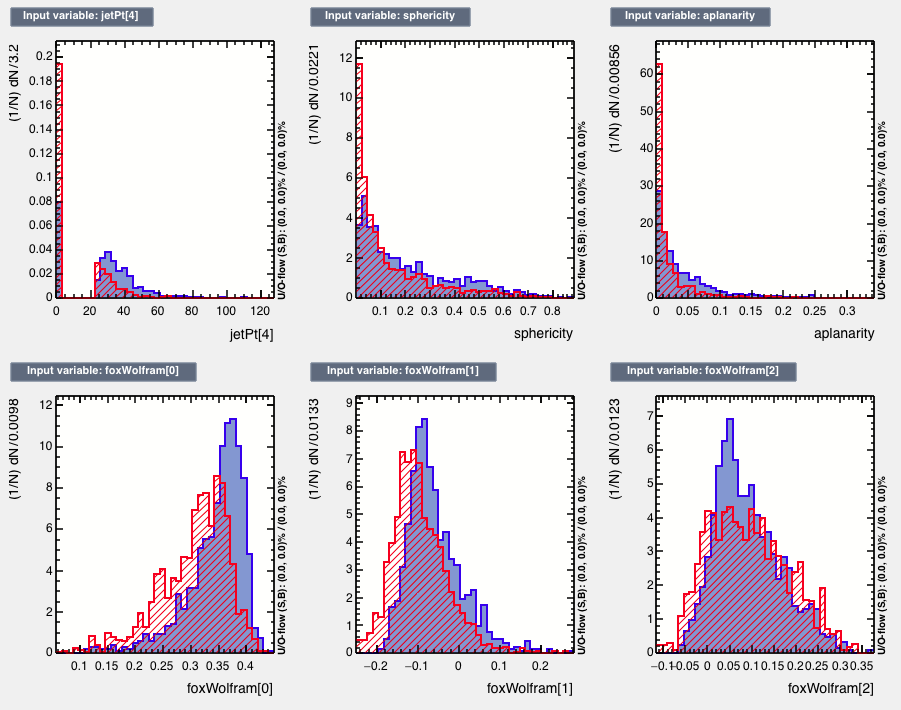 Input variable: jetPt[4]
(1/N) dN/3.2
0.2
0.18
0.16
0.14
0.12
0.1
0.08
0.06
0.04
0.02
0
0 20 40 60 80 100 120
jetPt[4]
U/O-flow (S,B): (0.0, 0.0)% / (0.0, 0.0)%
Input variable: sphericity
(1/N) dN/0.0221
12
10
8
6
4
2
0
0.1 0.2 0.3 0.4 0.5 0.6 0.7 0.8
sphericity
U/O-flow (S,B): (0.0, 0.0)% / (0.0, 0.0)%
Input variable: aplanarity
(1/N) dN/0.00856
60
50
40
30
20
10
0
0 0.05 0.1 0.15 0.2 0.25 0.3
aplanarity
U/O-flow (S,B): (0.0, 0.0)% / (0.0, 0.0)%
Input variable: foxWolfram[0]
(1/N) dN/0.0098
12
10
8
6
4
2
0
0.1 0.15 0.2 0.25 0.3 0.35 0.4
foxWolfram[0]
U/O-flow (S,B): (0.0, 0.0)% / (0.0, 0.0)%
Input variable: foxWolfram[1]
(1/N) dN/0.0133
9
8
7
6
5
4
3
2
1
0
−0.2 −0.1 0 0.1 0.2
foxWolfram[1]
U/O-flow (S,B): (0.0, 0.0)% / (0.0, 0.0)%
Input variable: foxWolfram[2]
(1/N) dN/0.0123
7
6
5
4
3
2
1
0
−0.1 −0.05 0 0.05 0.1 0.15 0.2 0.25 0.3 0.35
foxWolfram[2]
U/O-flow (S,B): (0.0, 0.0)% / (0.0, 0.0)%